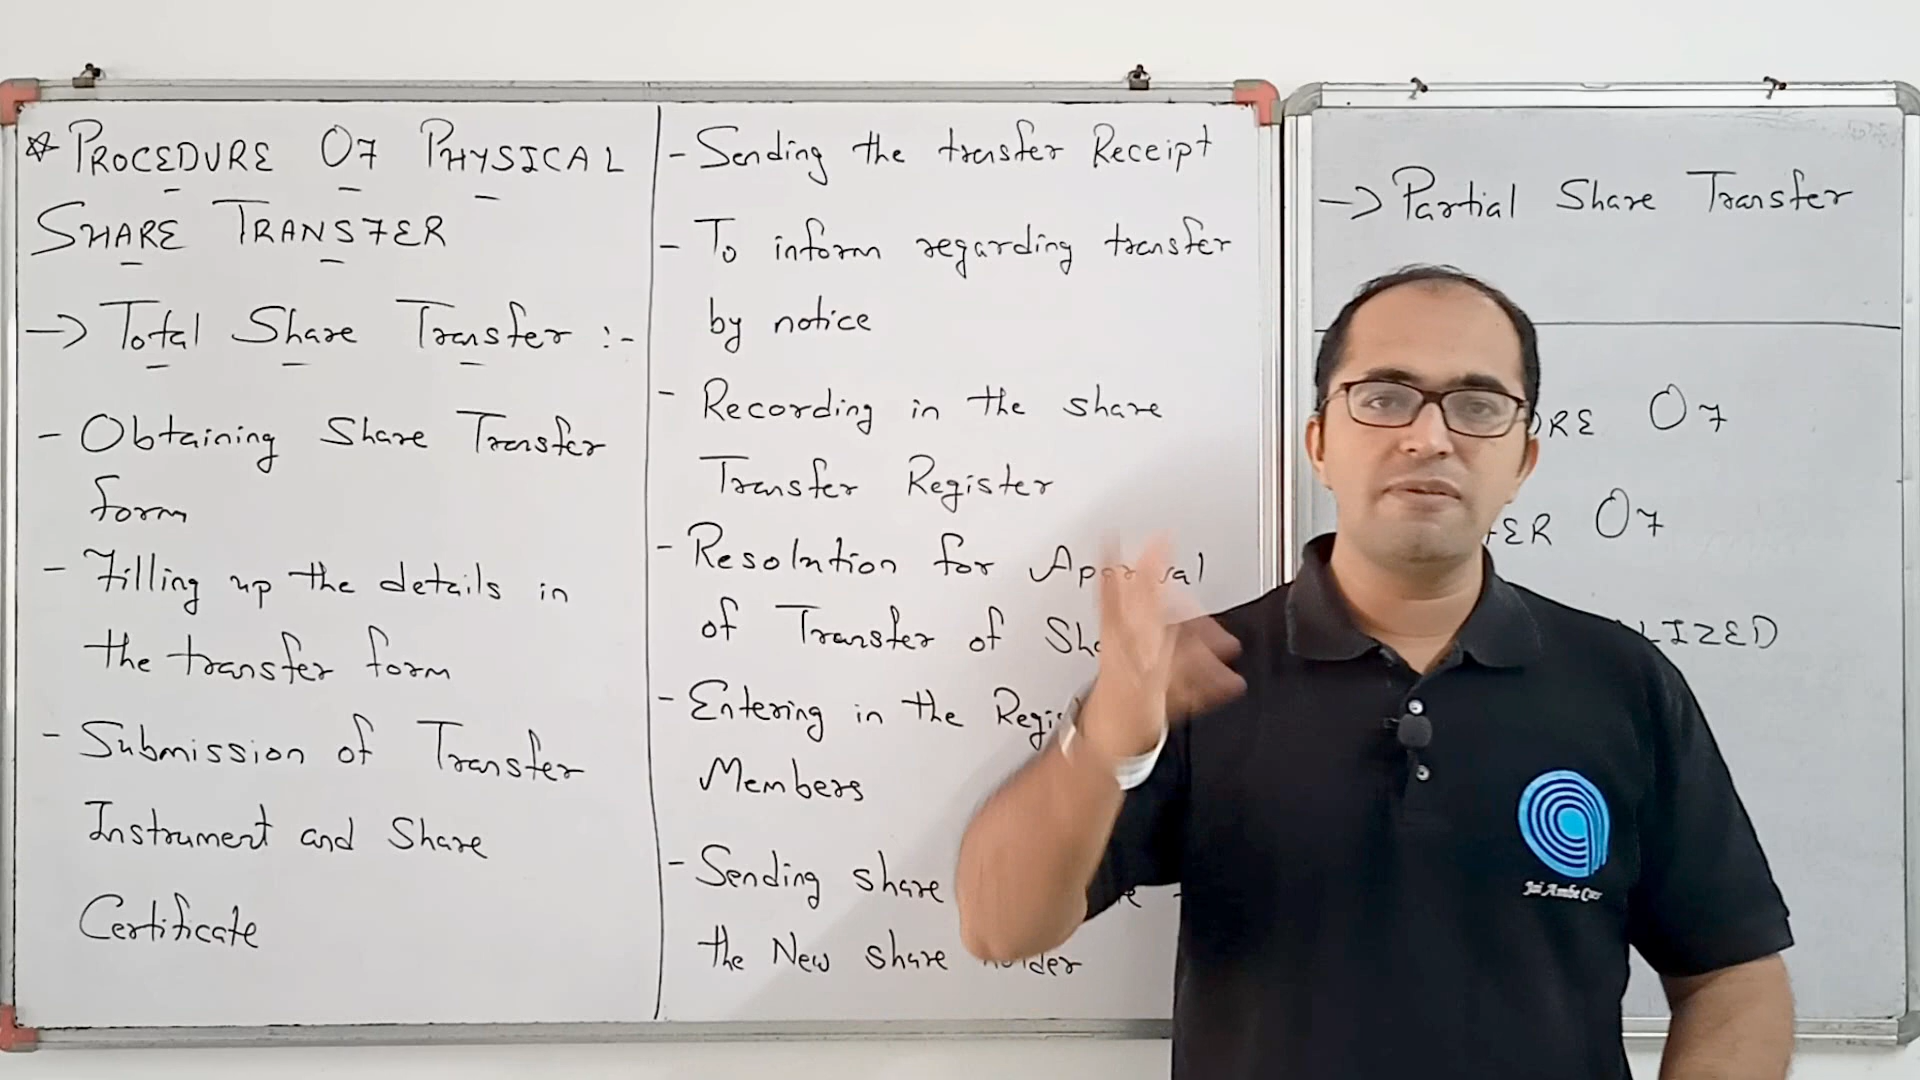 * PROCEDURE OF PHYSICAL
SHARE TRANSFER
→ Total Share Transfer :-
- Obtaining Share Transfer
form
- Filling up the details in
the transfer form
- Submission of Transfer
Instrument and Share
Certificate
- Sending the transfer Receipt
- To inform regarding transfer
by notice
- Recording in the share
Transfer Register
- Resolution for
of Transfer of
- Entering in the
Members
- Sending share
the New share
→ Partial Share Transfer
OF
OF
Jai Ambe